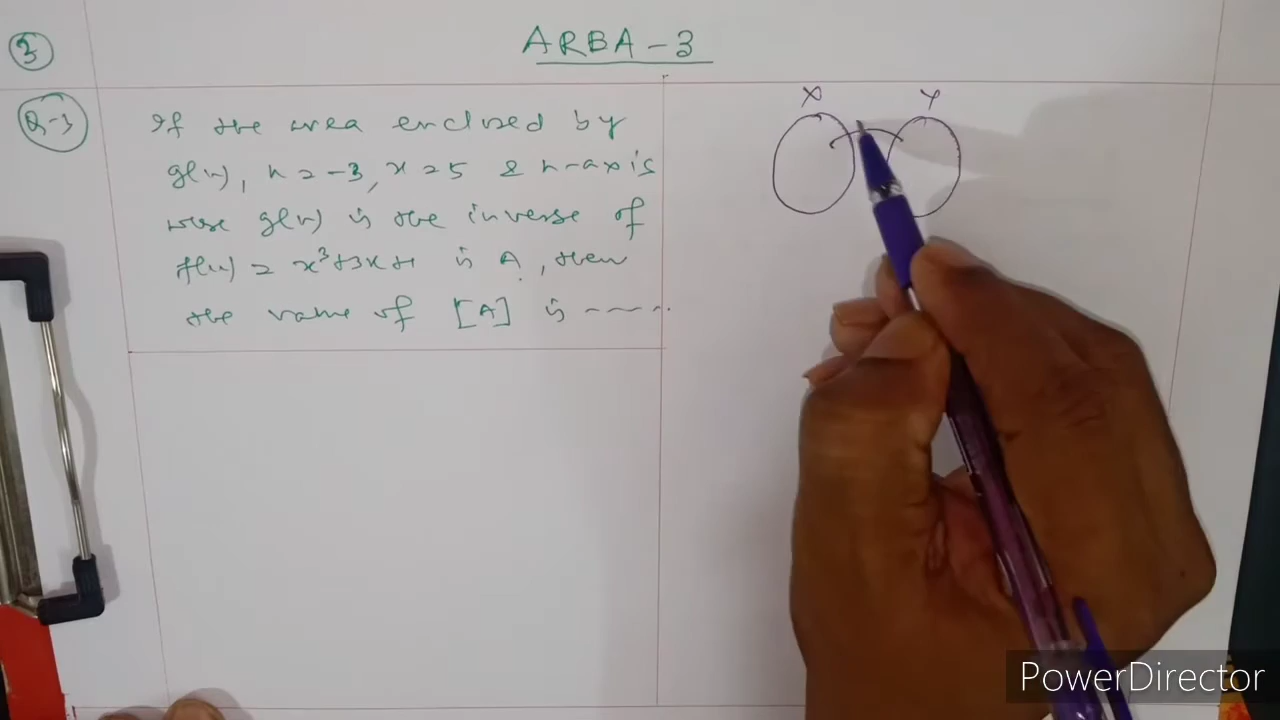 3
ARBA-3
Q-3
If the area enclosed by
g(x), x = -3, x = 5 & x-axis
where g(x) is the inverse of
f(x) = x³+3x+1 is A, then
the value of [A] is ----..
X Y
PowerDirector